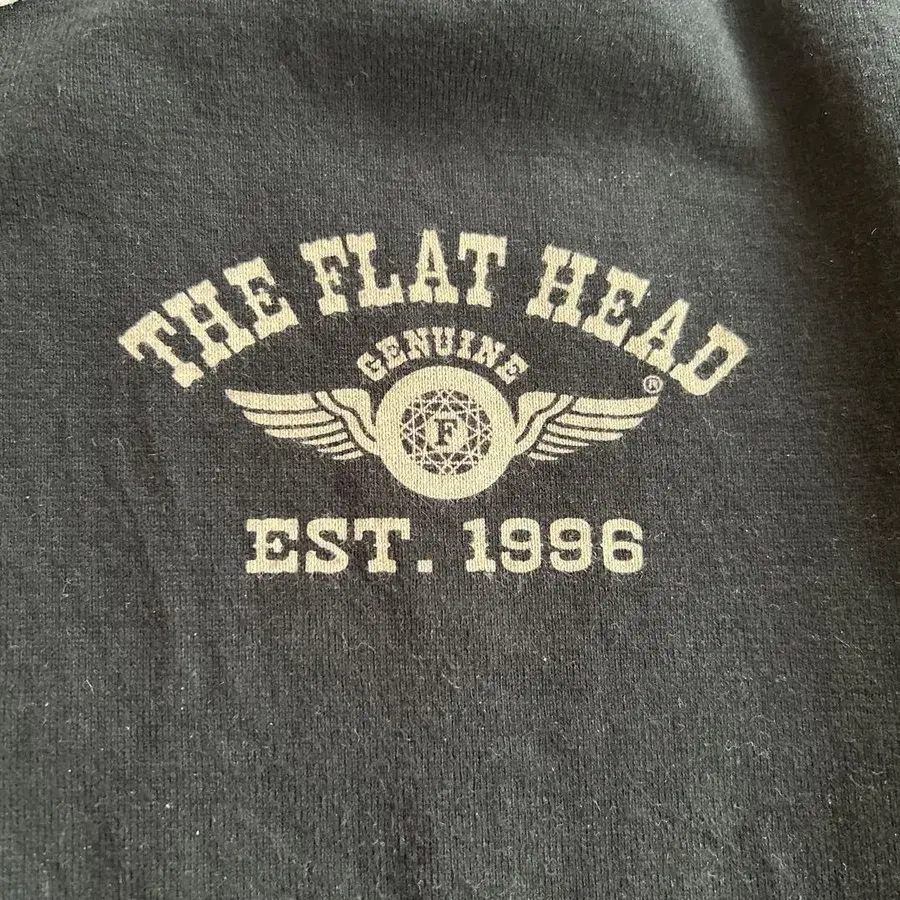 THE FLAT HEAD
GENUINE
®
F
EST. 1996